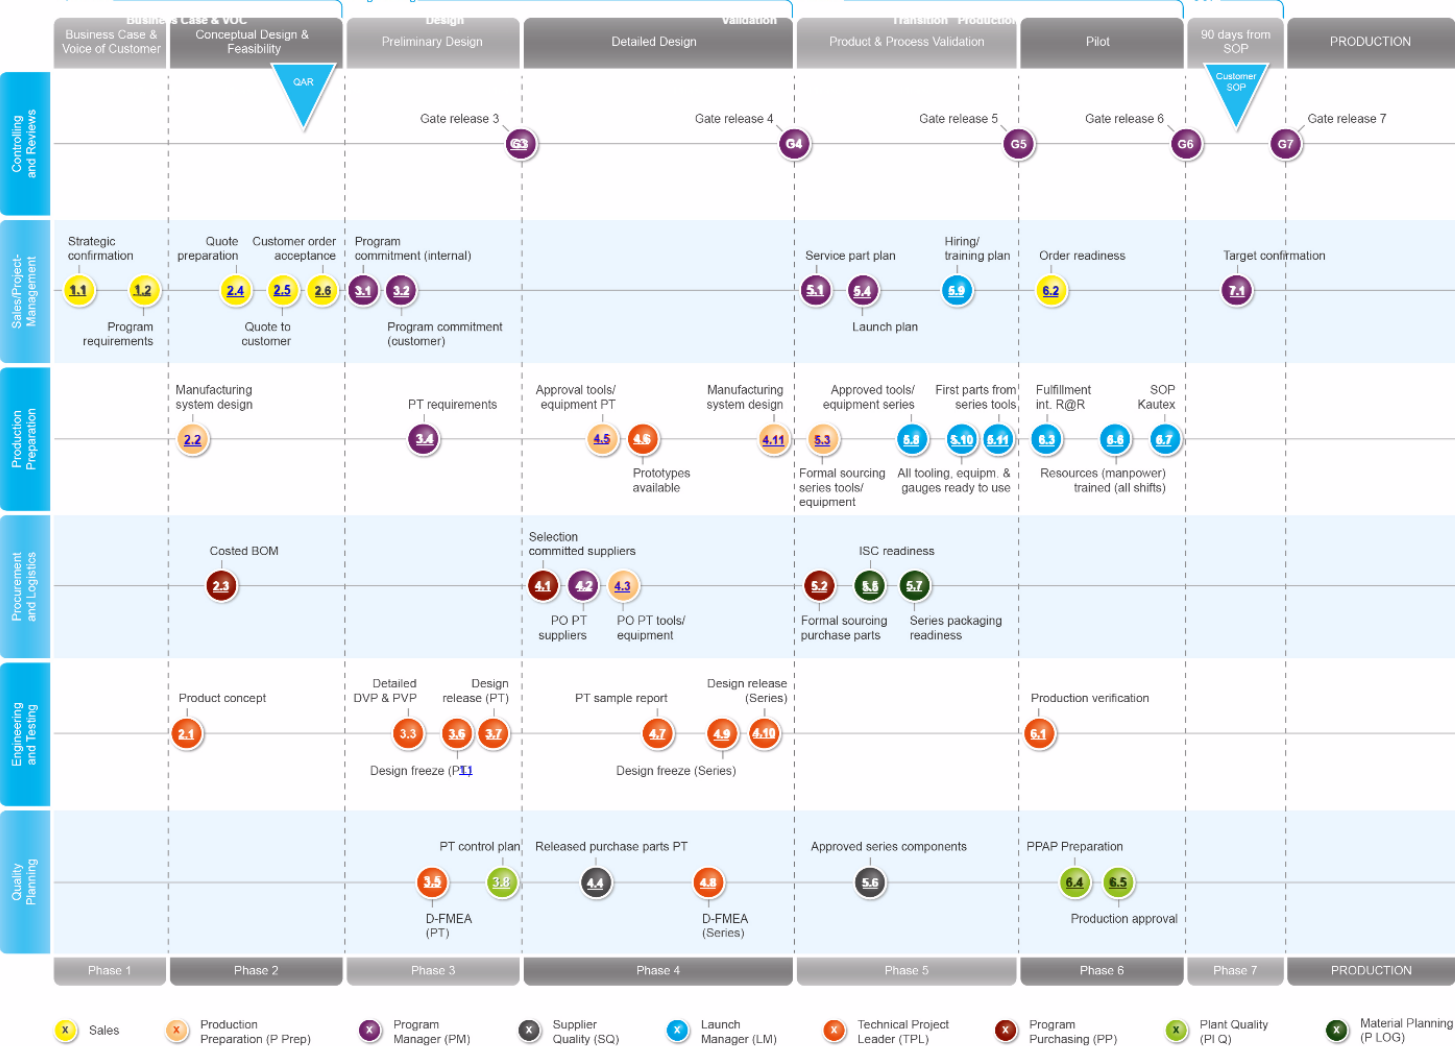 Business Case & VOC
Design
Validation
Transition
Production
Business Case &
Voice of Customer
Conceptual Design &
Feasibility
Preliminary Design
Detailed Design
Product & Process Validation
Pilot
90 days from
SOP
PRODUCTION
Controlling
and Reviews
QAR
Customer
SOP
Gate release 3
Gate release 4
Gate release 5
Gate release 6
Gate release 7
G3
G4
G5
G6
G7
Sales/Project-
Management
Strategic
confirmation
Quote
preparation
Customer order
acceptance
Program
commitment (internal)
Service part plan
Hiring/
training plan
Order readiness
Target confirmation
1.1
1.2
2.4
2.5
2.6
3.1
3.2
5.1
5.4
5.9
6.2
7.1
Program
requirements
Quote to
customer
Program commitment
(customer)
Launch plan
Production
Preparation
Manufacturing
system design
PT requirements
Approval tools/
equipment PT
Manufacturing
system design
Approved tools/
equipment series
First parts from
series tools
Fulfillment
int. R@R
SOP
Kautex
2.2
3.4
4.5
4.6
4.11
5.3
5.8
5.10
5.11
6.3
6.6
6.7
Prototypes
available
Formal sourcing
series tools/
equipment
All tooling, equipm. &
gauges ready to use
Resources (manpower)
trained (all shifts)
Procurement
and Logistics
Costed BOM
Selection
committed suppliers
ISC readiness
2.3
4.1
4.2
4.3
5.2
5.5
5.7
PO PT
suppliers
PO PT tools/
equipment
Formal sourcing
purchase parts
Series packaging
readiness
Engineering
and Testing
Product concept
Detailed
DVP & PVP
Design
release (PT)
PT sample report
Design release
(Series)
Production verification
2.1
3.3
3.6
3.7
4.7
4.9
4.10
6.1
Design freeze (PT)
1.1
Design freeze (Series)
Quality
Planning
PT control plan
Released purchase parts PT
Approved series components
PPAP Preparation
3.5
3.8
4.4
4.8
5.6
6.4
6.5
D-FMEA
(PT)
D-FMEA
(Series)
Production approval
Phase 1
Phase 2
Phase 3
Phase 4
Phase 5
Phase 6
Phase 7
PRODUCTION
X Sales
X Production
Preparation (P Prep)
X Program
Manager (PM)
X Supplier
Quality (SQ)
X Launch
Manager (LM)
X Technical Project
Leader (TPL)
X Program
Purchasing (PP)
X Plant Quality
(Pl Q)
X Material Planning
(P LOG)